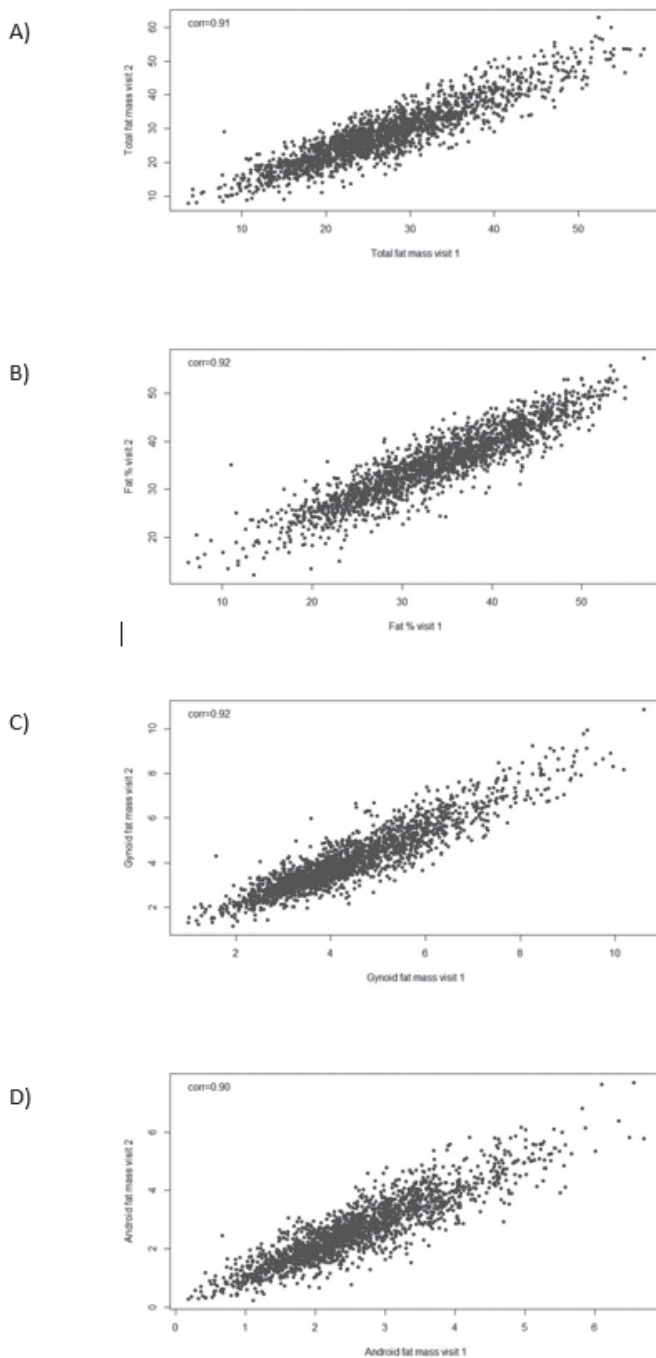 A)
corr=0.91
Total fat mass visit 2
10 20 30 40 50 60
10 20 30 40 50
Total fat mass visit 1
B)
corr=0.92
Fat % visit 2
20 30 40 50
10 20 30 40 50
Fat % visit 1
C)
corr=0.92
Gynoid fat mass visit 2
2 4 6 8 10
2 4 6 8 10
Gynoid fat mass visit 1
D)
corr=0.90
Android fat mass visit 2
0 2 4 6
0 1 2 3 4 5 6
Android fat mass visit 1